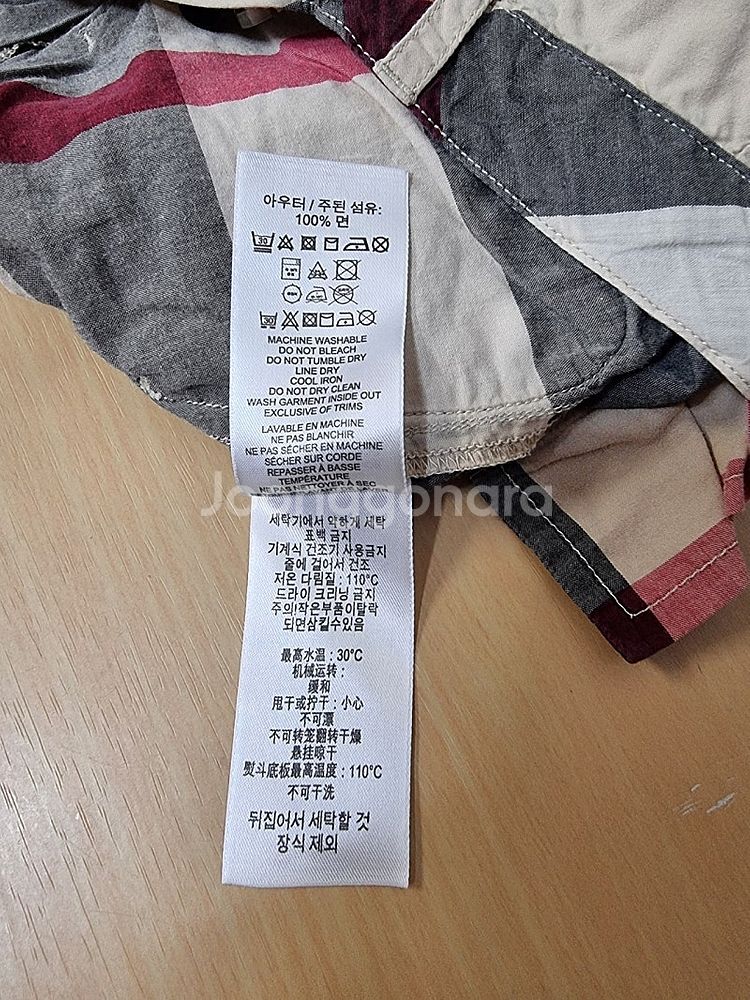 아우터 / 주된 섬유:
100% 면
30
30
MACHINE WASHABLE
DO NOT BLEACH
DO NOT TUMBLE DRY
LINE DRY
COOL IRON
DO NOT DRY CLEAN
WASH GARMENT INSIDE OUT
EXCLUSIVE OF TRIMS
LAVABLE EN MACHINE
NE PAS BLANCHIR
NE PAS SÉCHER EN MACHINE
SÉCHER SUR CORDE
REPASSER À BASSE
TEMPÉRATURE
NE PAS NETTOYER À SEC
Joonggonara
세탁기에서 약하게 세탁
표백 금지
기계식 건조기 사용금지
줄에 걸어서 건조
저온 다림질 : 110°C
드라이 크리닝 금지
주의!작은부품이탈락
되면삼킬수있음
最高水温 : 30°C
机械运转 :
缓和
甩干或拧干 : 小心
不可漂
不可转笼翻转干燥
悬挂晾干
熨斗底板最高温度 : 110°C
不可干洗
뒤집어서 세탁할 것
장식 제외